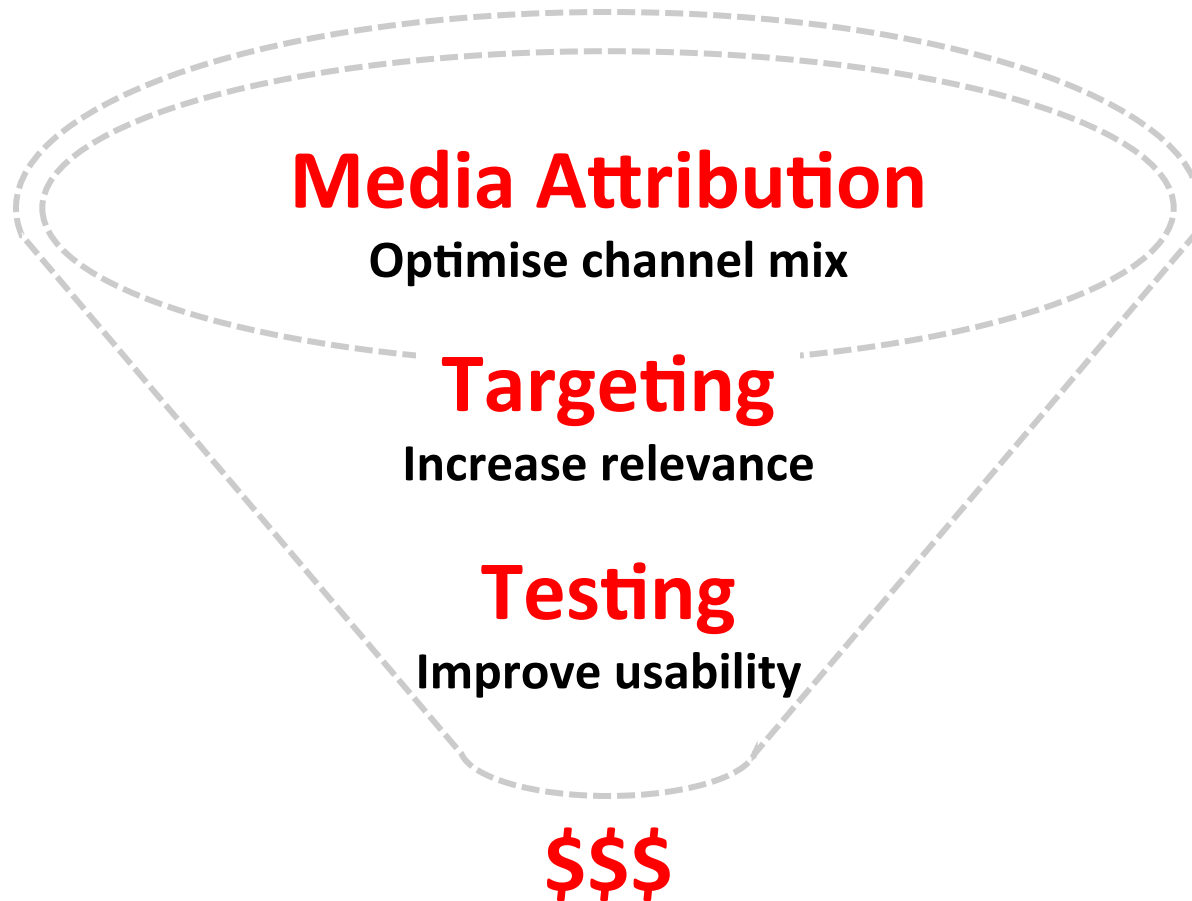 Media Attribution
Optimise channel mix
Targeting
Increase relevance
Testing
Improve usability
$$$